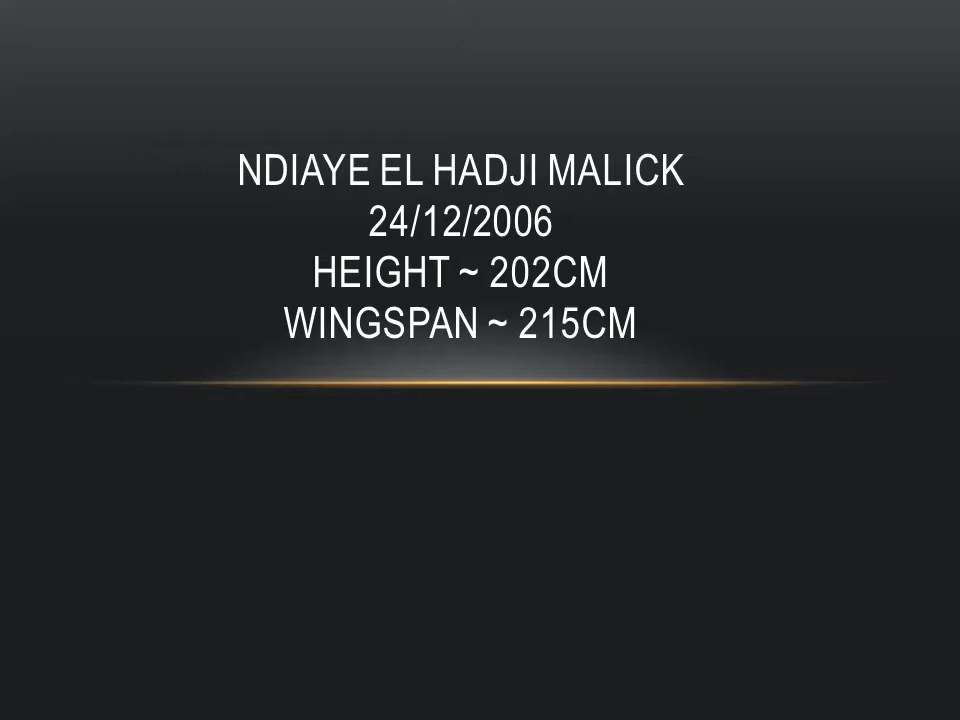 NDIAYE EL HADJI MALICK
24/12/2006
HEIGHT ~ 202CM
WINGSPAN ~ 215CM